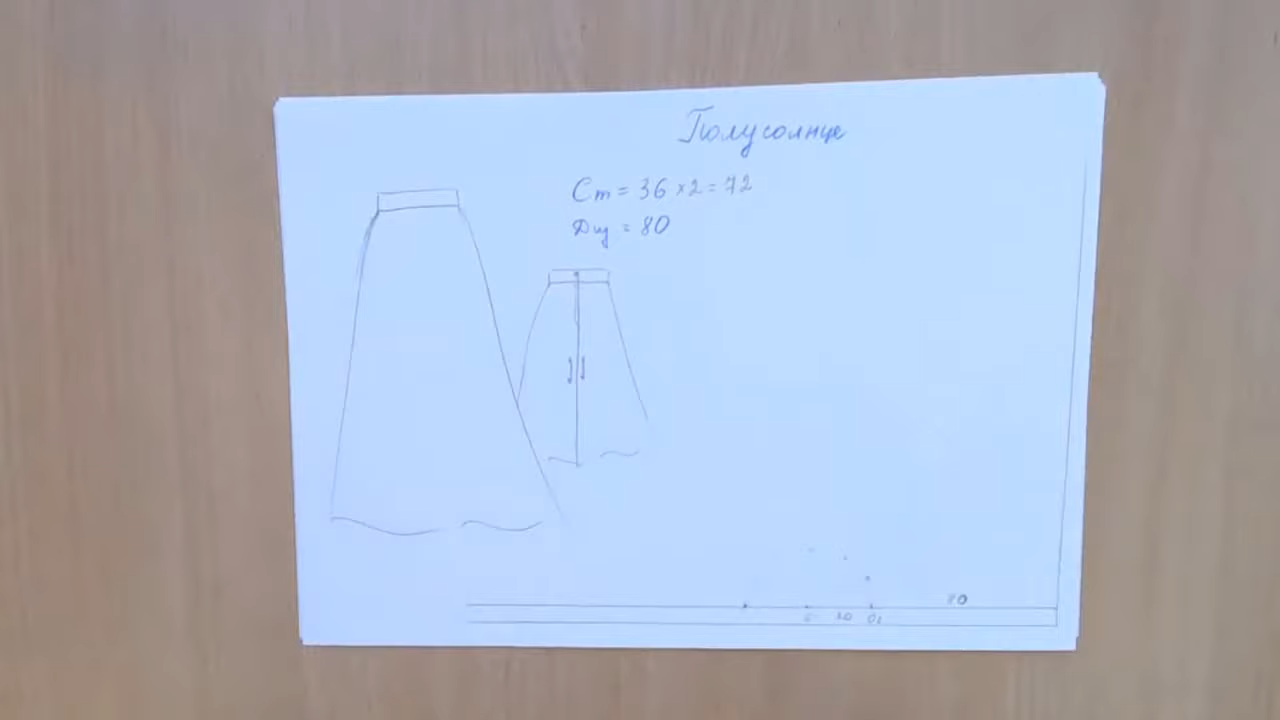 Полусолнце
Ст = 36 × 2 = 72
Ди = 80
80